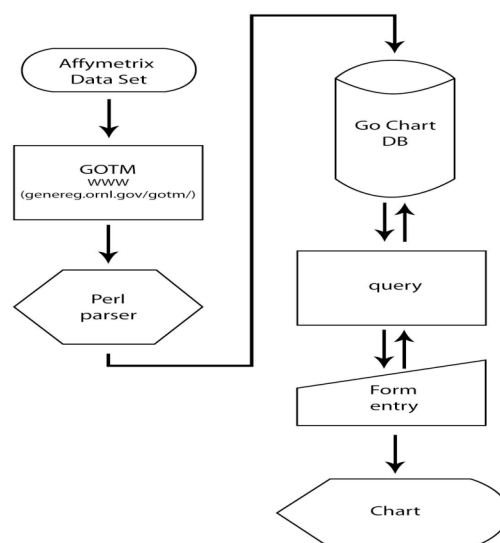 Affymetrix
Data Set
GOTM
WWW
(genereg.ornl.gov/gotm/)
Perl
parser
Go Chart
DB
query
Form
entry
Chart